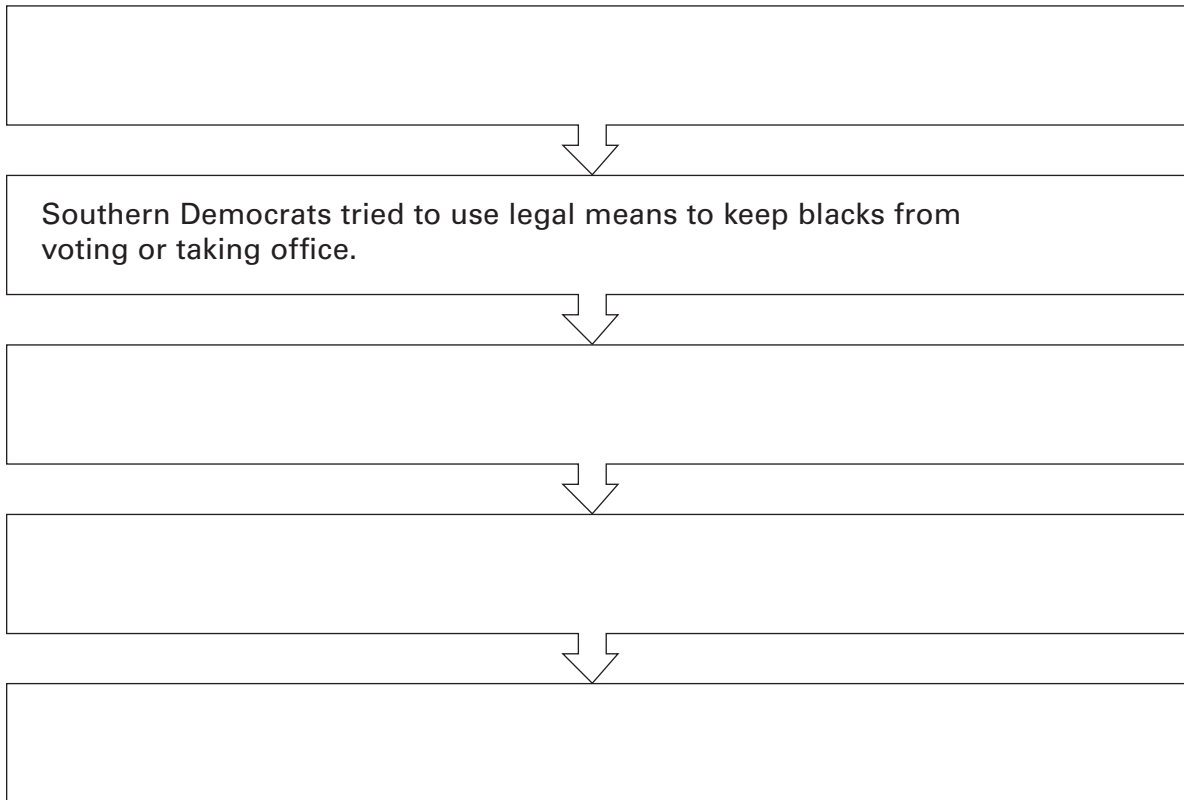 Southern Democrats tried to use legal means to keep blacks from
voting or taking office.